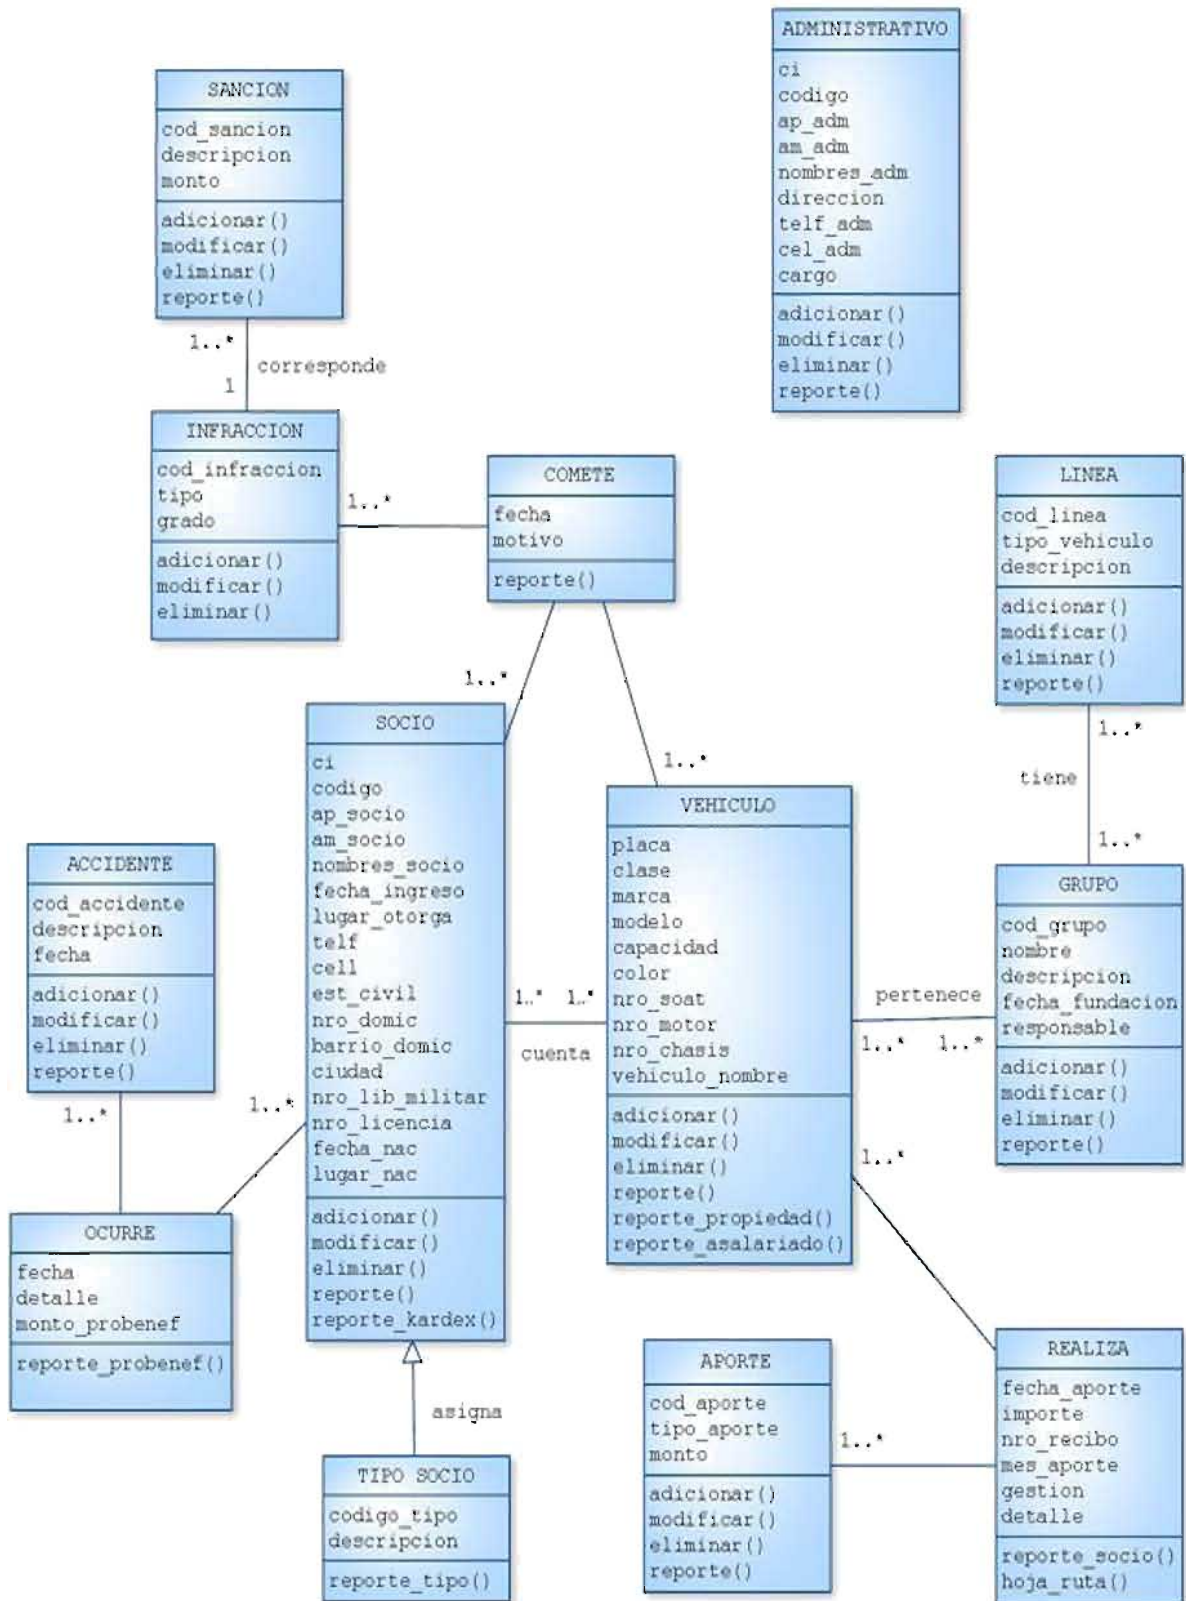 ADMINISTRATIVO
ci
codigo
ap_adm
am_adm
nombres_adm
direccion
telf_adm
cel_adm
cargo
adicionar()
modificar()
eliminar()
reporte()
SANCION
cod_sancion
descripcion
monto
adicionar()
modificar()
eliminar()
reporte()
1..*
corresponde
1
INFRACCION
cod_infraccion
tipo
grado
adicionar()
modificar()
eliminar()
1..*
COMETE
fecha
motivo
reporte()
1..*
1..*
LINEA
cod_linea
tipo_vehiculo
descripcion
adicionar()
modificar()
eliminar()
reporte()
1..*
tiene
1..*
SOCIO
ci
codigo
ap_socio
am_socio
nombres_socio
fecha_ingreso
lugar_otorga
telf
cell
est_civil
nro_domic
barrio_domic
ciudad
nro_lib_militar
nro_licencia
fecha_nac
lugar_nac
adicionar()
modificar()
eliminar()
reporte()
reporte_kardex()
1..* 1..*
cuenta
VEHICULO
placa
clase
marca
modelo
capacidad
color
nro_soat
nro_motor
nro_chasis
vehiculo_nombre
adicionar()
modificar()
eliminar()
reporte()
reporte_propiedad()
reporte_asalariado()
pertenece
1..* 1..*
GRUPO
cod_grupo
nombre
descripcion
fecha_fundacion
responsable
adicionar()
modificar()
eliminar()
reporte()
ACCIDENTE
cod_accidente
descripcion
fecha
adicionar()
modificar()
eliminar()
reporte()
1..*
1..*
OCURRE
fecha
detalle
monto_probenef
reporte_probenef()
asigna
TIPO SOCIO
codigo_tipo
descripcion
reporte_tipo()
1..*
APORTE
cod_aporte
tipo_aporte
monto
adicionar()
modificar()
eliminar()
reporte()
1..*
REALIZA
fecha_aporte
importe
nro_recibo
mes_aporte
gestion
detalle
reporte_socio()
hoja_ruta()